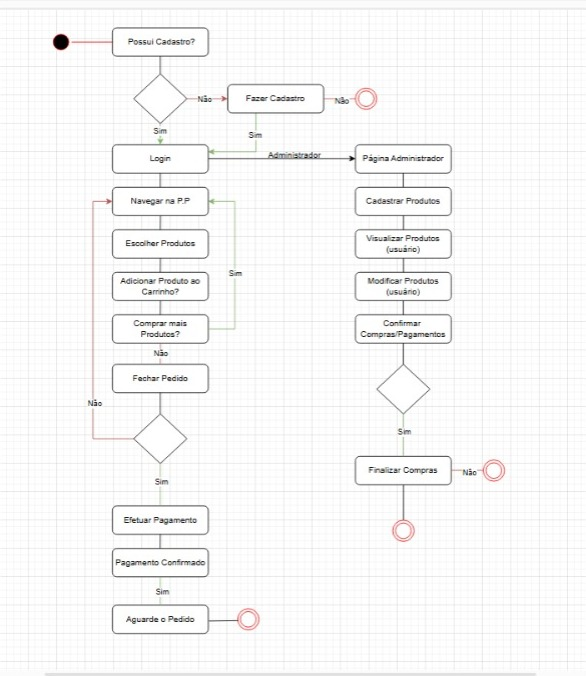 Possui Cadastro?
Não
Fazer Cadastro
Não
Sim
Sim
Login
Administrador
Página Administrador
Navegar na P.P
Cadastrar Produtos
Escolher Produtos
Visualizar Produtos
(usuário)
Sim
Adicionar Produto ao
Carrinho?
Modificar Produtos
(usuário)
Comprar mais
Produtos?
Confirmar
Compras/Pagamentos
Não
Fechar Pedido
Não
Sim
Finalizar Compras
Não
Sim
Efetuar Pagamento
Pagamento Confirmado
Sim
Aguarde o Pedido